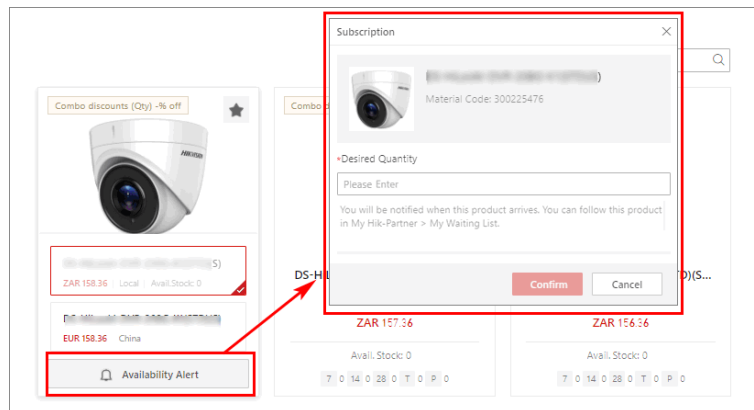 Subscription
Material Code: 300225476
*Desired Quantity
Please Enter
You will be notified when this product arrives. You can follow this product
in My Hik-Partner > My Waiting List.
Confirm
Cancel
Combo discounts (Qty) -% off
HIKVISION
S)
ZAR 158.36 | Local | Avail.Stock: 0
EUR 158.36 China
Availability Alert
Combo d
DS-HiL
ZAR 157.36
Avail. Stock: 0
7 0 14 0 28 0 T 0 P 0
D)(S...
ZAR 156.36
Avail. Stock: 0
7 0 14 0 28 0 T 0 P 0